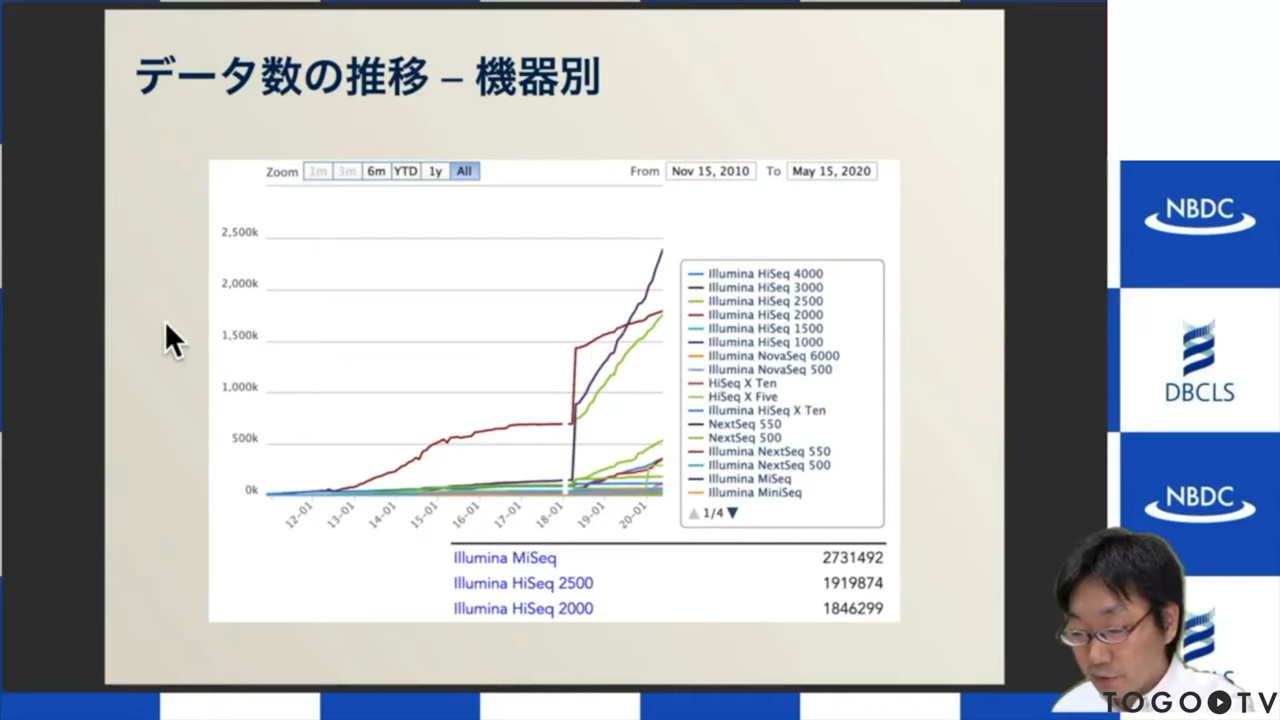 データ数の推移 – 機器別
Zoom 1m 3m 6m YTD 1y All
From Nov 15, 2010 To May 15, 2020
2,500k
2,000k
1,500k
1,000k
500k
0k
12-01 13-01 14-01 15-01 16-01 17-01 18-01 19-01 20-01
Illumina HiSeq 4000
Illumina HiSeq 3000
Illumina HiSeq 2500
Illumina HiSeq 2000
Illumina HiSeq 1500
Illumina HiSeq 1000
Illumina NovaSeq 6000
Illumina NovaSeq 500
HiSeq X Ten
HiSeq X Five
Illumina HiSeq X Ten
NextSeq 550
NextSeq 500
Illumina NextSeq 550
Illumina NextSeq 500
Illumina MiSeq
Illumina MiniSeq
1/4
Illumina MiSeq 2731492
Illumina HiSeq 2500 1919874
Illumina HiSeq 2000 1846299
NBDC
DBCLS
NBDC
TOGO TV